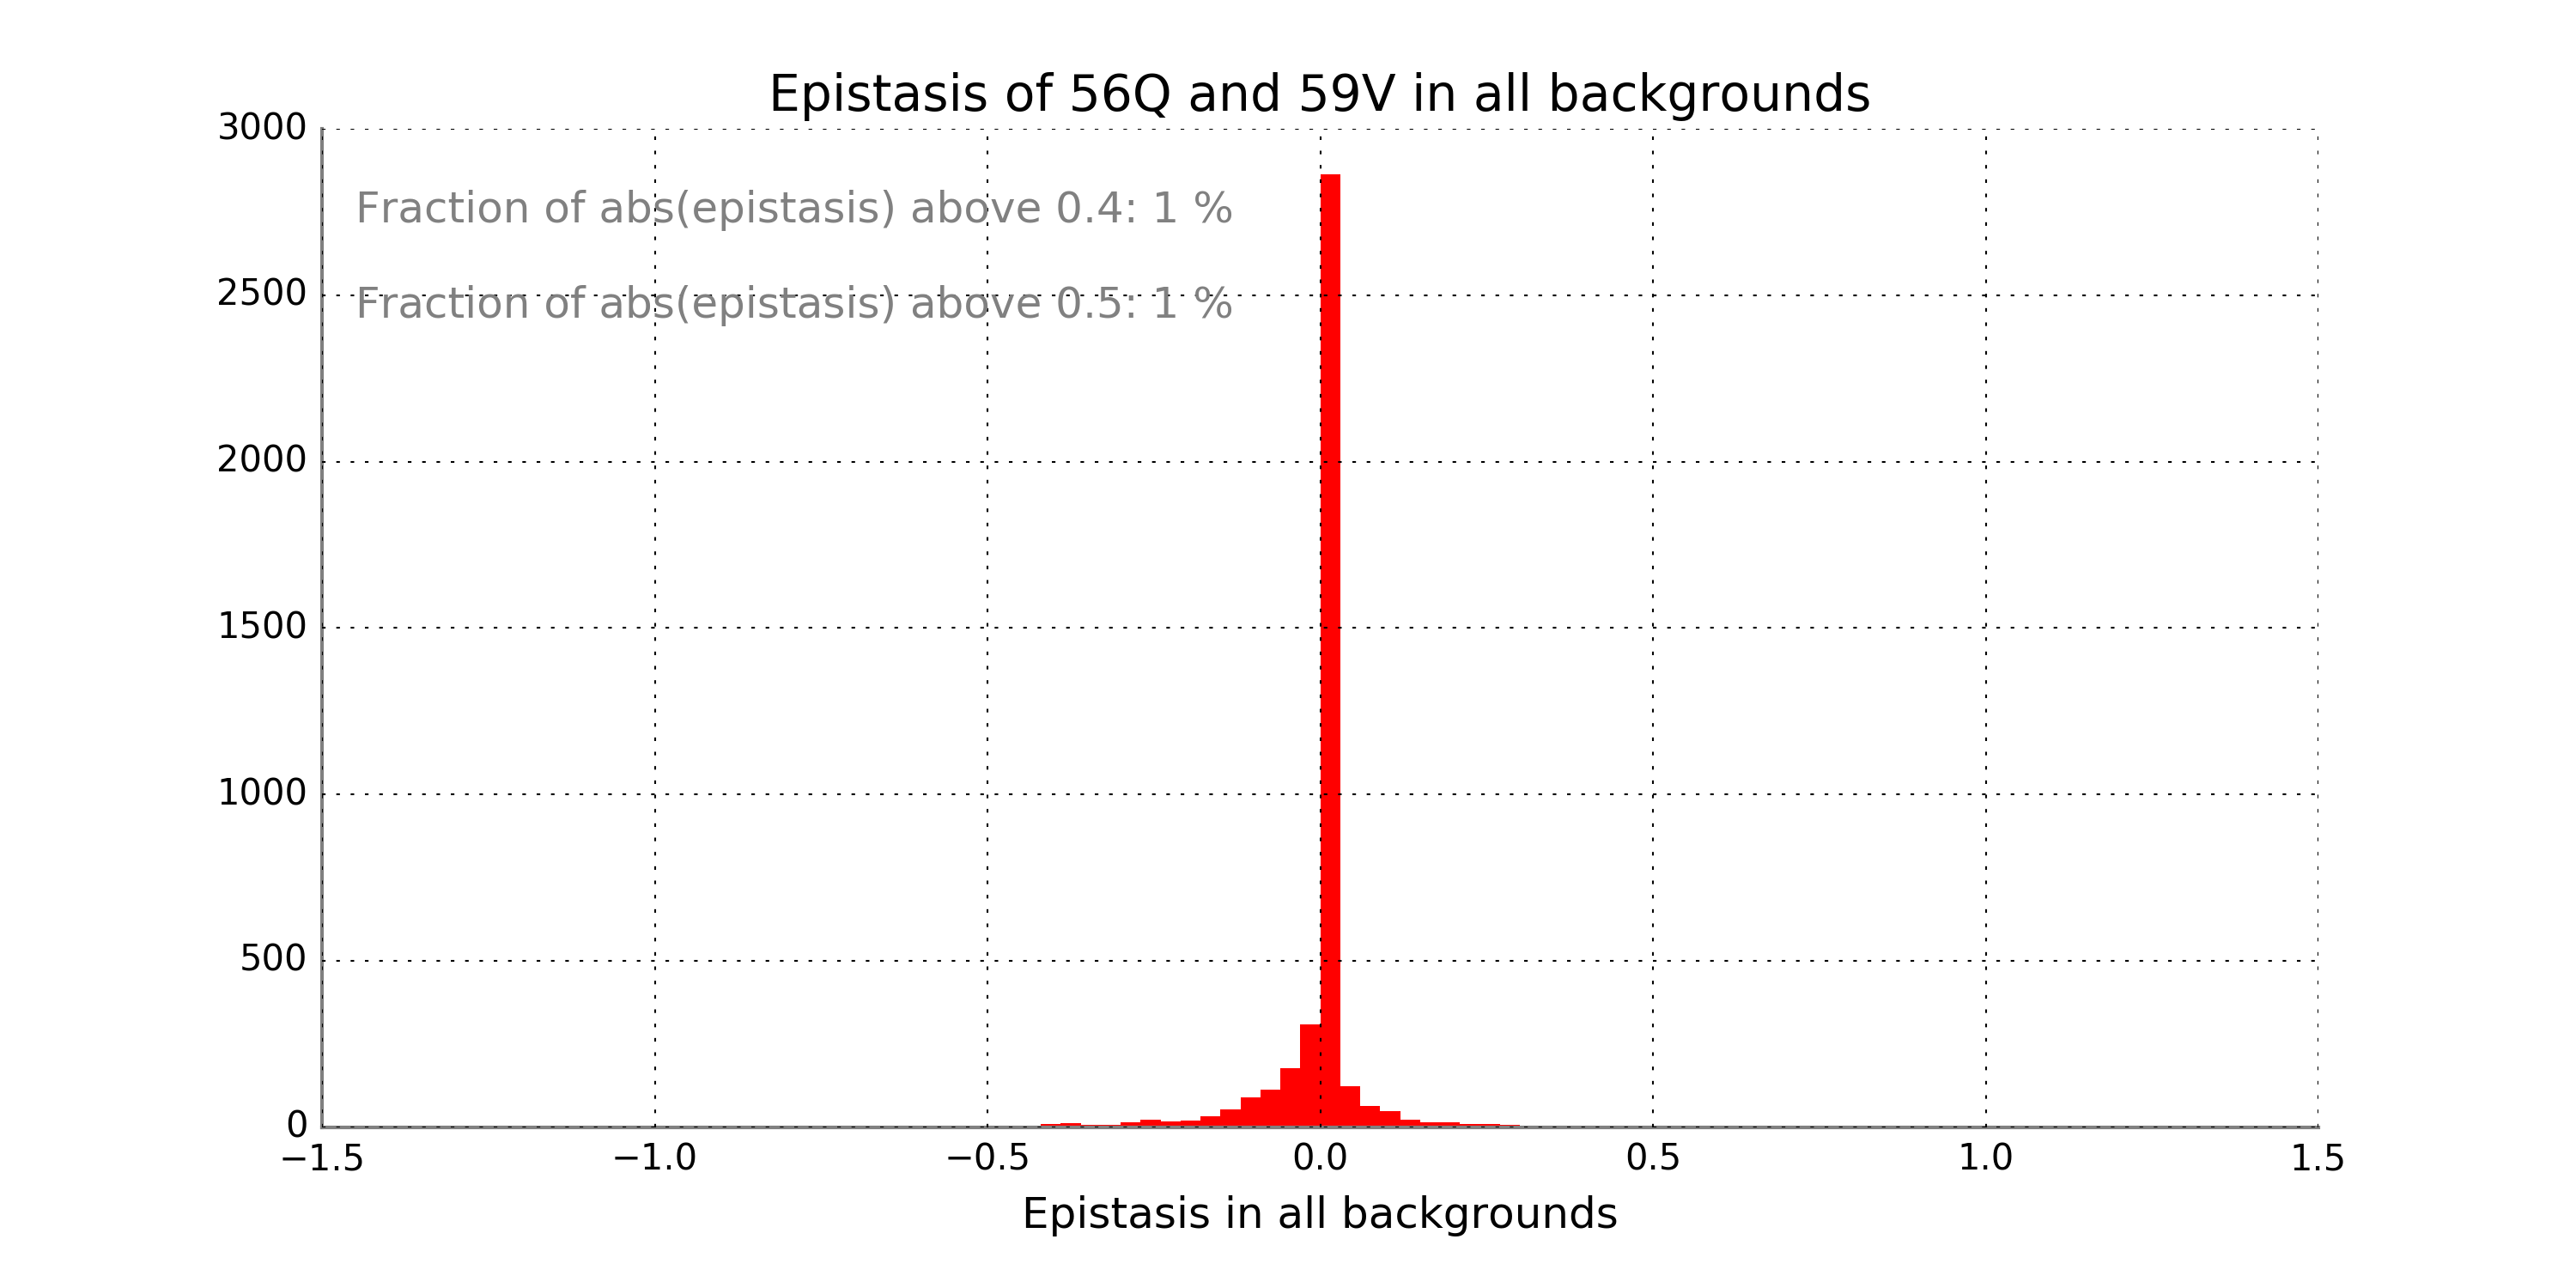 Epistasis of 56Q and 59V in all backgrounds
3000
Fraction of abs(epistasis) above 0.4: 1 %
2500
Fraction of abs(epistasis) above 0.5: 1 %
2000
1500
1000
500
0
−1.5 −1.0 −0.5 0.0 0.5 1.0 1.5
Epistasis in all backgrounds